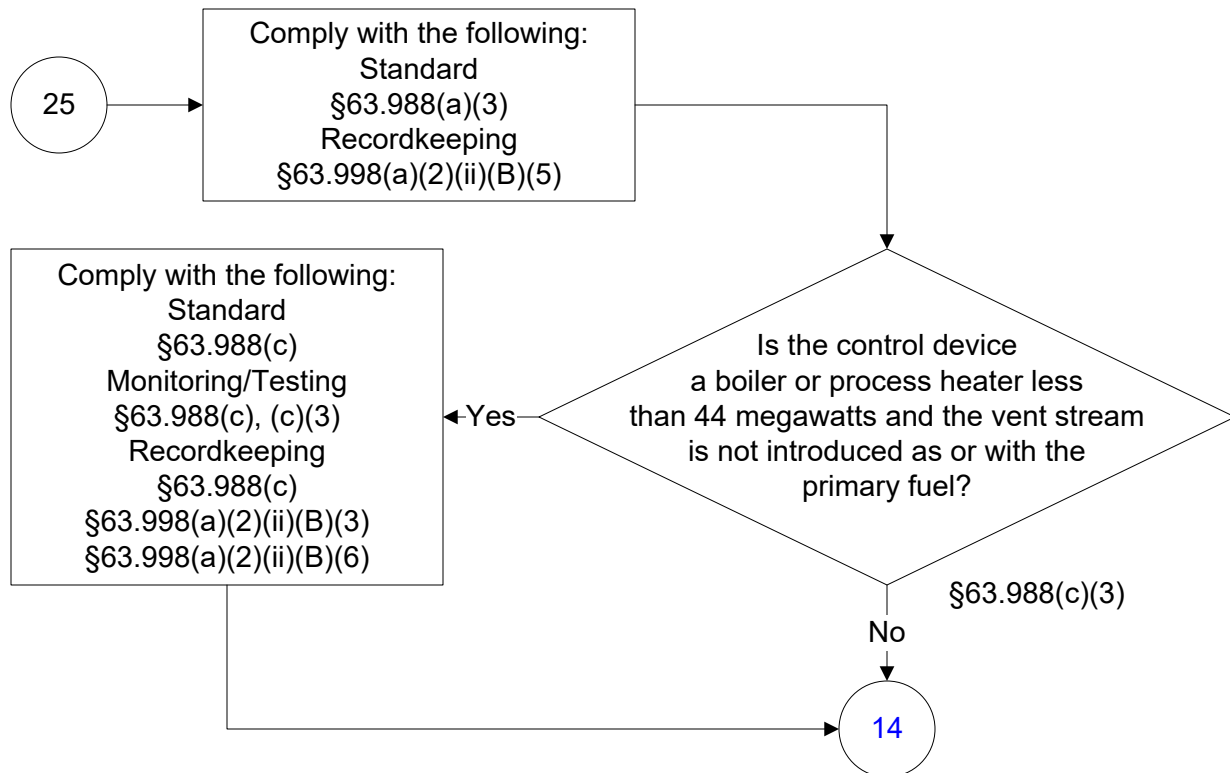 25
Comply with the following:
Standard
§63.988(a)(3)
Recordkeeping
§63.998(a)(2)(ii)(B)(5)
Is the control device
a boiler or process heater less
than 44 megawatts and the vent stream
is not introduced as or with the
primary fuel?
§63.988(c)(3)
Yes
Comply with the following:
Standard
§63.988(c)
Monitoring/Testing
§63.988(c), (c)(3)
Recordkeeping
§63.988(c)
§63.998(a)(2)(ii)(B)(3)
§63.998(a)(2)(ii)(B)(6)
No
14